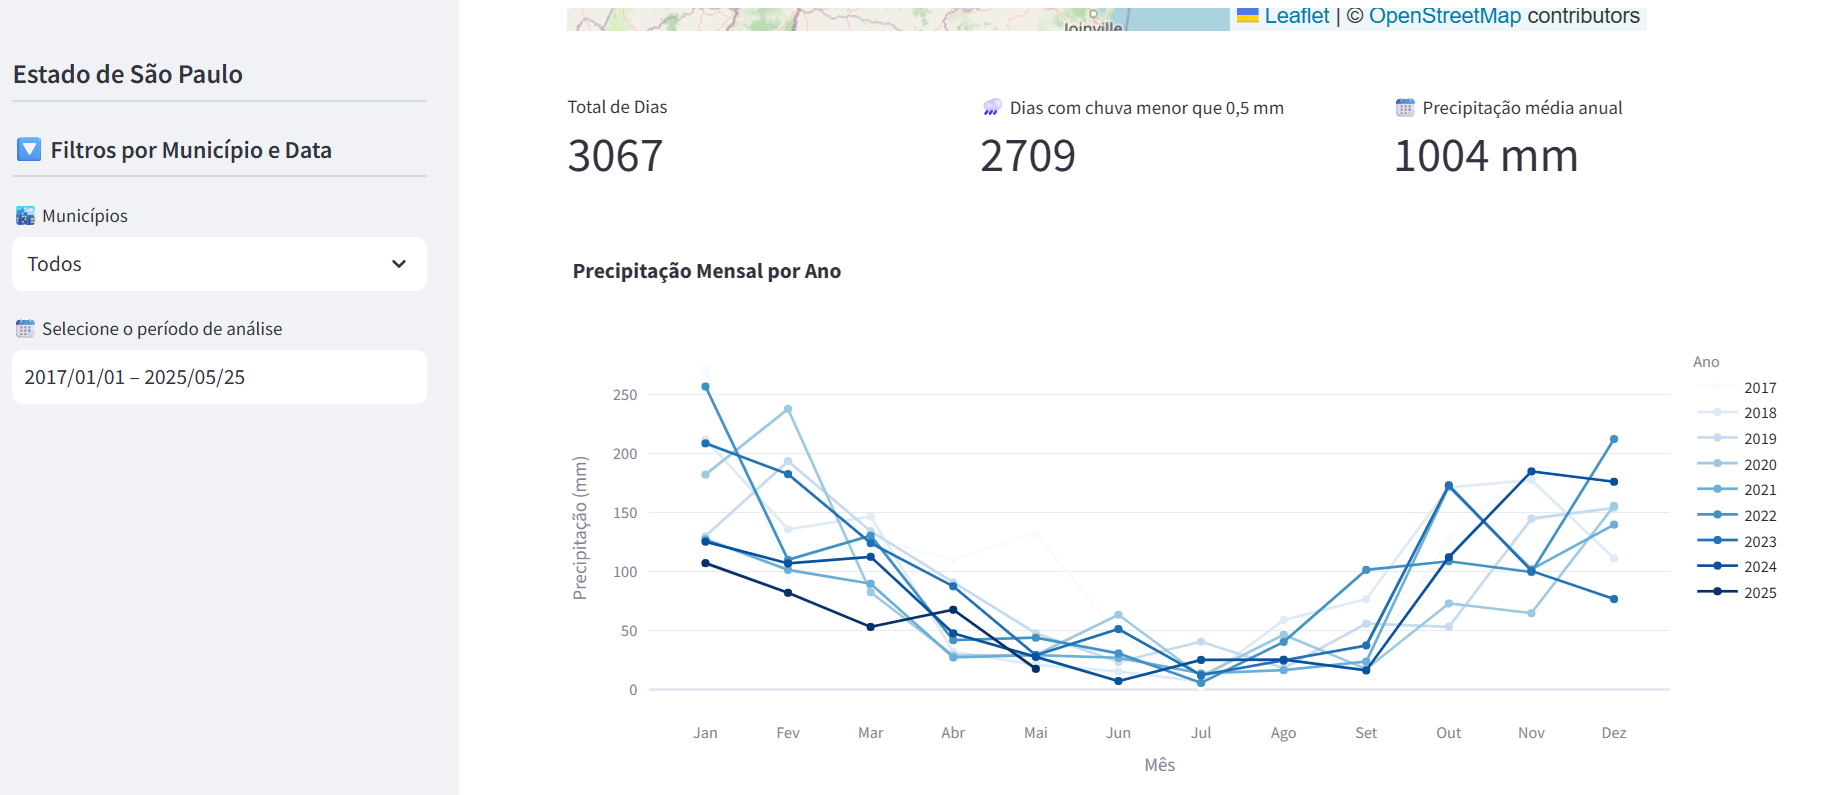 Joinville
Leaflet | © OpenStreetMap contributors
Estado de São Paulo
Filtros por Município e Data
Municípios
Todos
Selecione o período de análise
2017/01/01 – 2025/05/25
Total de Dias
3067
Dias com chuva menor que 0,5 mm
2709
Precipitação média anual
1004 mm
Precipitação Mensal por Ano
Precipitação (mm)
250
200
150
100
50
0
Jan
Fev
Mar
Abr
Mai
Jun
Jul
Ago
Set
Out
Nov
Dez
Mês
Ano
2017
2018
2019
2020
2021
2022
2023
2024
2025